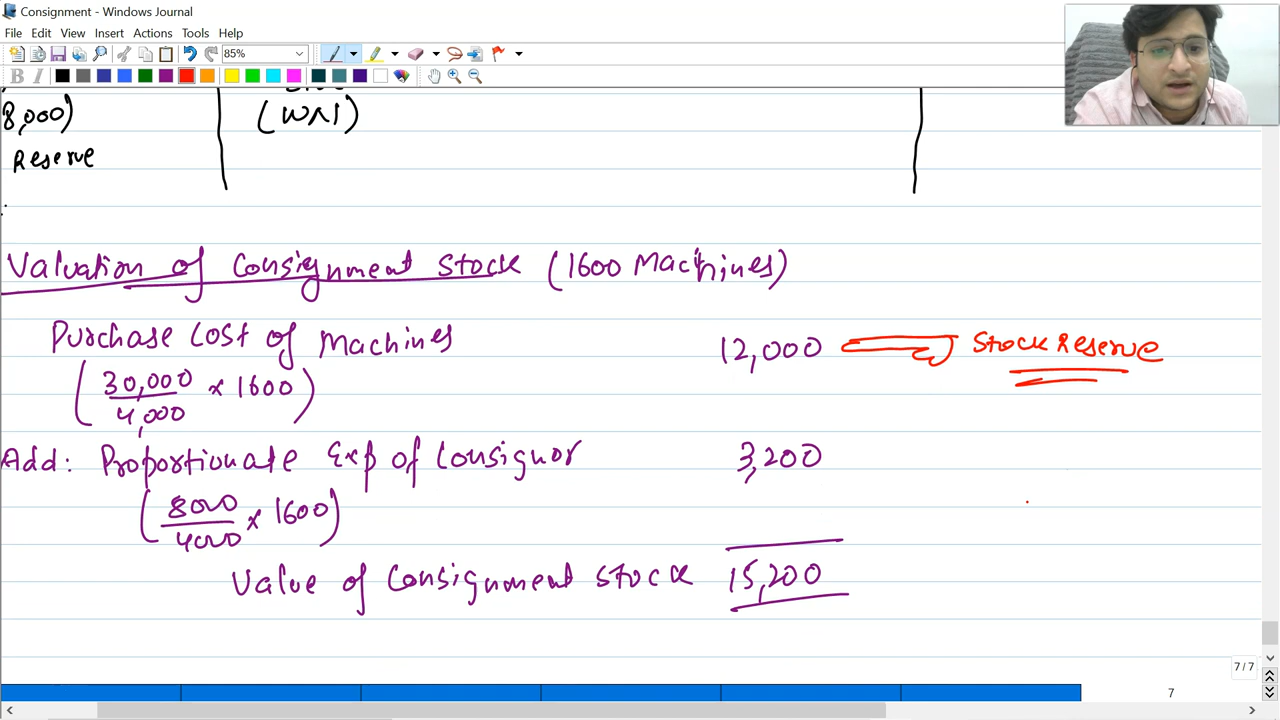 Consignment - Windows Journal
File Edit View Insert Actions Tools Help
85%
B I
8,000)
(WN1)
Reserve
Valuation of Consignment Stock (1600 Machines)
Purchase Cost of Machines 12,000 Stock Reserve
(30,000/4,000 × 1600)
Add: Proportionate Exp of Consignor 3,200
(8000/4000 × 1600)
Value of Consignment Stock 15,200
7 / 7
7